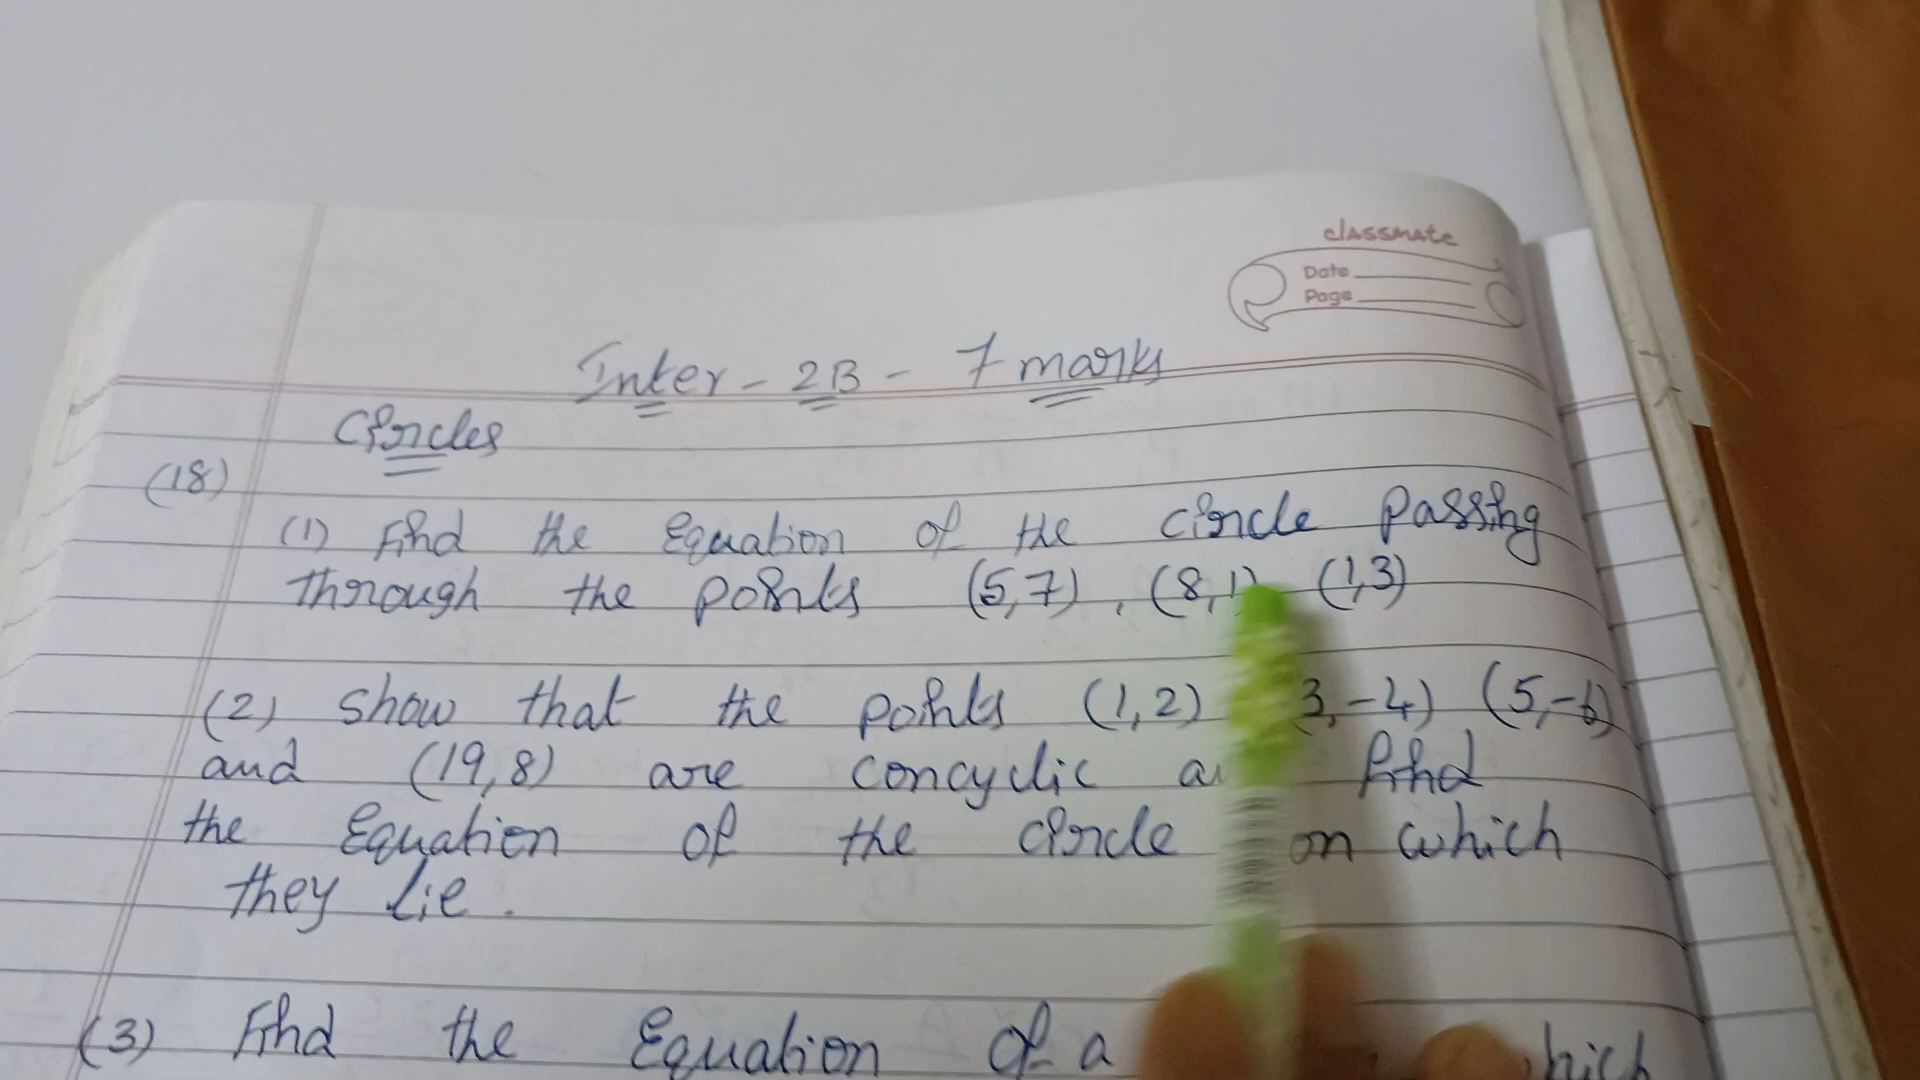 classmate
Date
Page
Inter - 2B - 7 marks
Circles
(18)
(1) Find the Equation of the circle passing
through the points (5,7), (8,1) (1,3)
(2) show that the points (1,2) 3,-4) (5,-6)
and (19,8) are concyclic find
the Equation of the circle on which
they lie.
(3) Find the Equation of a